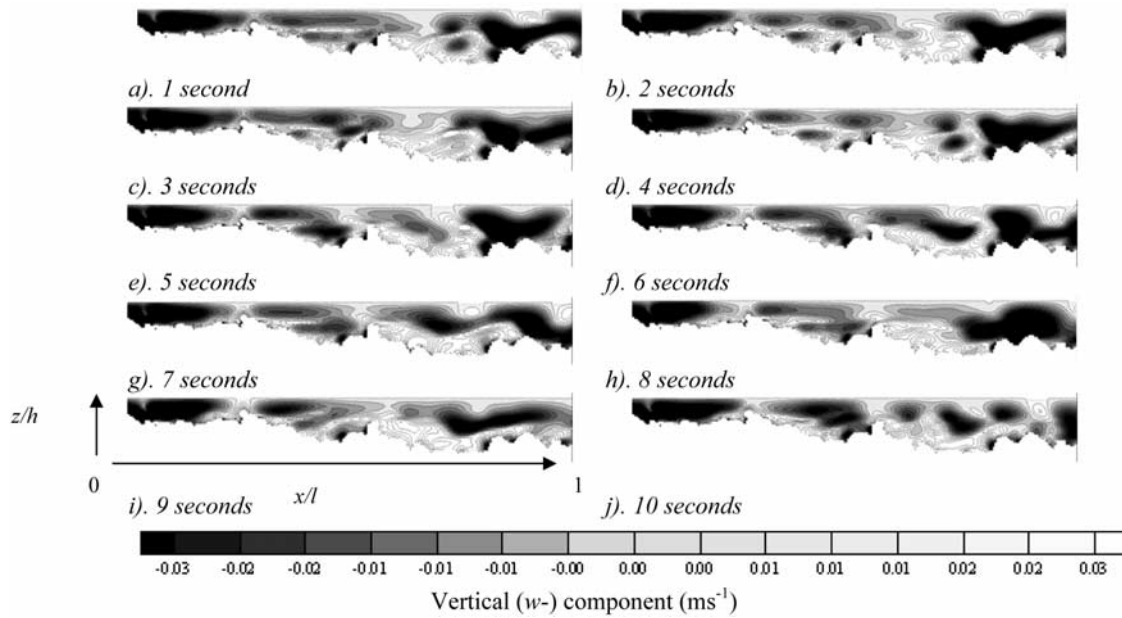 a). 1 second
b). 2 seconds
c). 3 seconds
d). 4 seconds
e). 5 seconds
f). 6 seconds
g). 7 seconds
h). 8 seconds
z/h
0
x/l
1
i). 9 seconds
j). 10 seconds
-0.03 -0.02 -0.02 -0.01 -0.01 -0.01 -0.00 0.00 0.00 0.01 0.01 0.01 0.02 0.02 0.03
Vertical (w-) component (ms⁻¹)